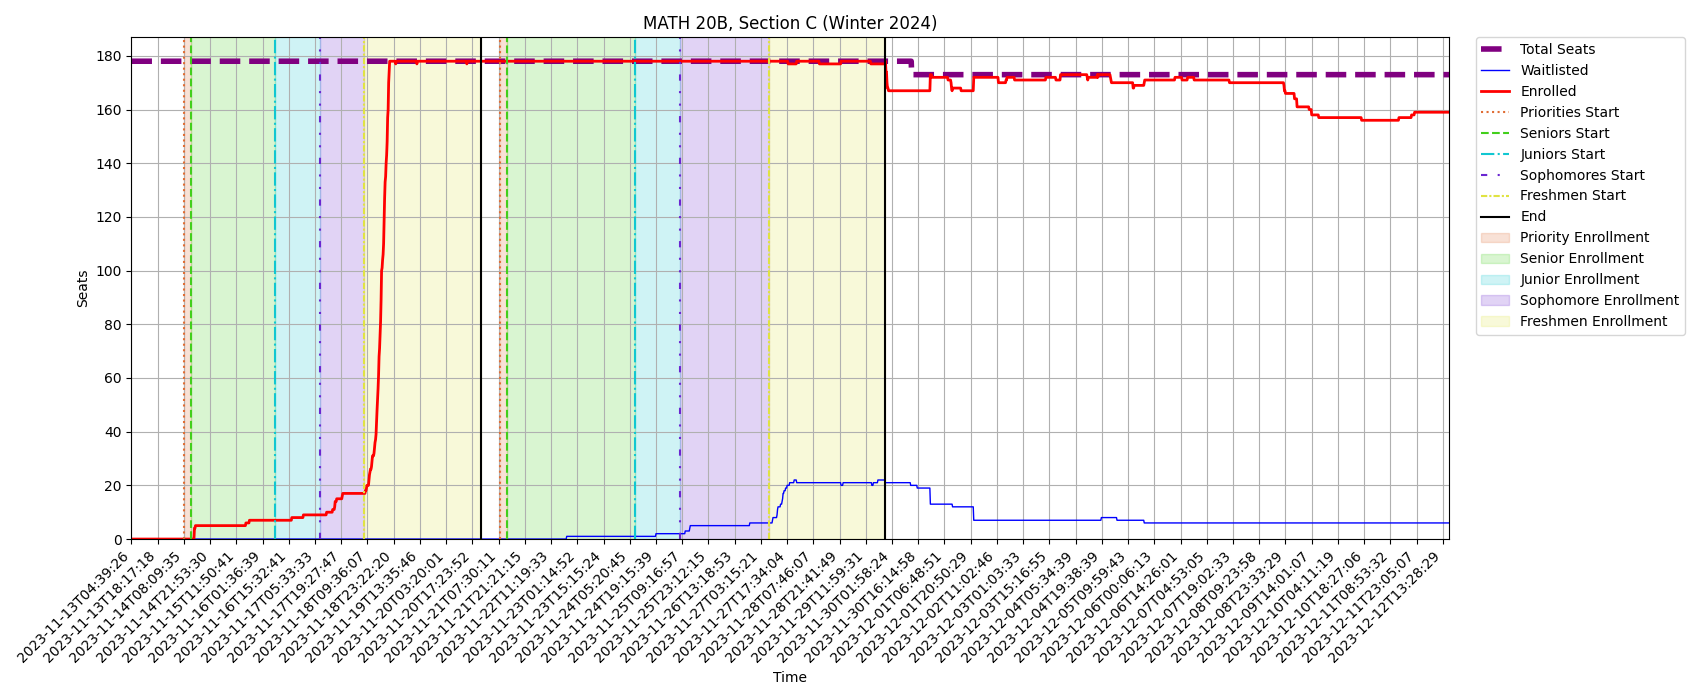 MATH 20B, Section C (Winter 2024)
Seats
180
160
140
120
100
80
60
40
20
0
2023-11-13T04:39:26
2023-11-13T18:17:18
2023-11-14T08:09:35
2023-11-14T21:53:30
2023-11-15T11:50:41
2023-11-16T01:36:39
2023-11-16T15:32:41
2023-11-17T05:33:33
2023-11-17T19:27:47
2023-11-18T09:36:07
2023-11-18T23:22:20
2023-11-19T13:35:46
2023-11-20T03:20:01
2023-11-20T17:23:52
2023-11-21T07:30:11
2023-11-21T21:21:15
2023-11-22T11:19:33
2023-11-23T01:14:52
2023-11-23T15:15:24
2023-11-24T05:20:45
2023-11-24T19:15:39
2023-11-25T09:16:57
2023-11-25T23:12:15
2023-11-26T13:18:53
2023-11-27T03:15:21
2023-11-27T17:34:04
2023-11-28T07:46:07
2023-11-28T21:41:49
2023-11-29T11:59:31
2023-11-30T01:58:24
2023-11-30T16:14:58
2023-12-01T06:48:51
2023-12-01T20:50:29
2023-12-02T11:02:46
2023-12-03T01:03:33
2023-12-03T15:16:55
2023-12-04T05:34:39
2023-12-04T19:38:39
2023-12-05T09:59:43
2023-12-06T00:06:13
2023-12-06T14:26:01
2023-12-07T04:53:05
2023-12-07T19:02:33
2023-12-08T09:23:58
2023-12-08T23:33:29
2023-12-09T14:01:07
2023-12-10T04:11:19
2023-12-10T18:27:06
2023-12-11T08:53:32
2023-12-11T23:05:07
2023-12-12T13:28:29
Time
Total Seats
Waitlisted
Enrolled
Priorities Start
Seniors Start
Juniors Start
Sophomores Start
Freshmen Start
End
Priority Enrollment
Senior Enrollment
Junior Enrollment
Sophomore Enrollment
Freshmen Enrollment